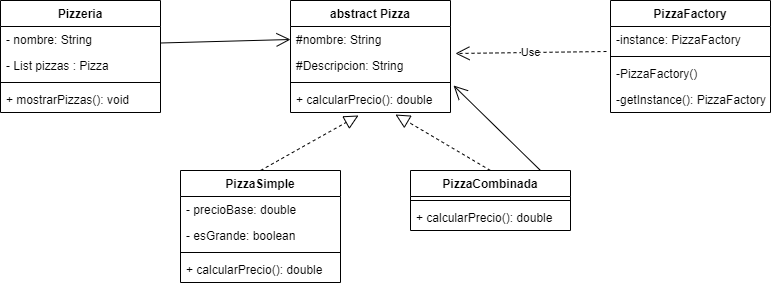 Pizzeria
- nombre: String
- List pizzas : Pizza
+ mostrarPizzas(): void
abstract Pizza
#nombre: String
#Descripcion: String
+ calcularPrecio(): double
Use
PizzaFactory
-instance: PizzaFactory
-PizzaFactory()
-getInstance(): PizzaFactory
PizzaSimple
- precioBase: double
- esGrande: boolean
+ calcularPrecio(): double
PizzaCombinada
+ calcularPrecio(): double